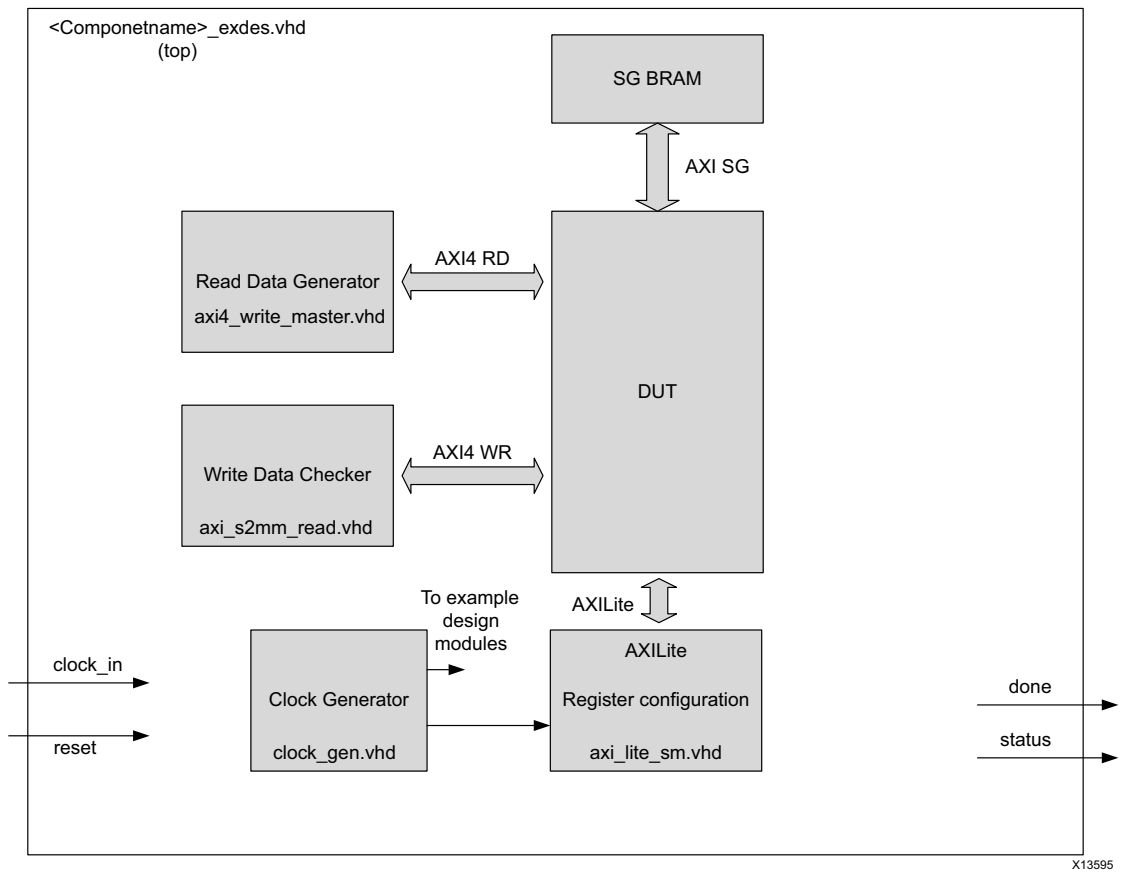 <Componetname>_exdes.vhd
(top)
SG BRAM
AXI SG
Read Data Generator
axi4_write_master.vhd
AXI4 RD
DUT
Write Data Checker
axi_s2mm_read.vhd
AXI4 WR
To example
design
modules
AXILite
clock_in
reset
Clock Generator
clock_gen.vhd
AXILite
Register configuration
axi_lite_sm.vhd
done
status
X13595